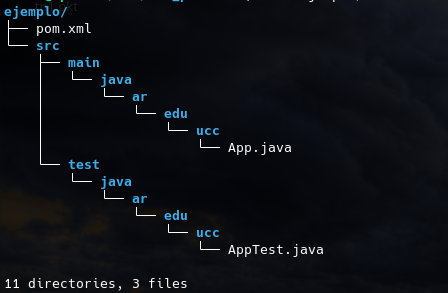 ejemplo/
├── pom.xml
└── src
    ├── main
    │   └── java
    │       └── ar
    │           └── edu
    │               └── ucc
    │                   └── App.java
    └── test
        └── java
            └── ar
                └── edu
                    └── ucc
                        └── AppTest.java
11 directories, 3 files